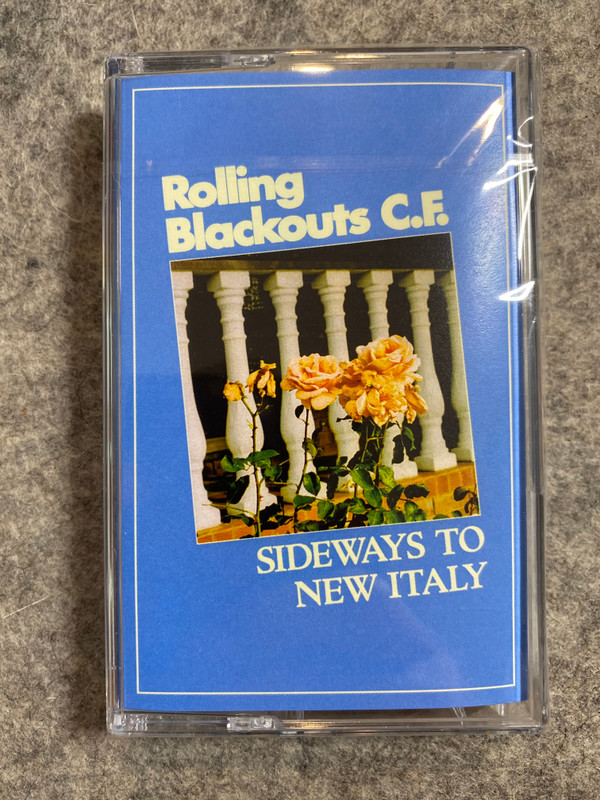 Rolling
Blackouts C.F.
SIDEWAYS TO
NEW ITALY